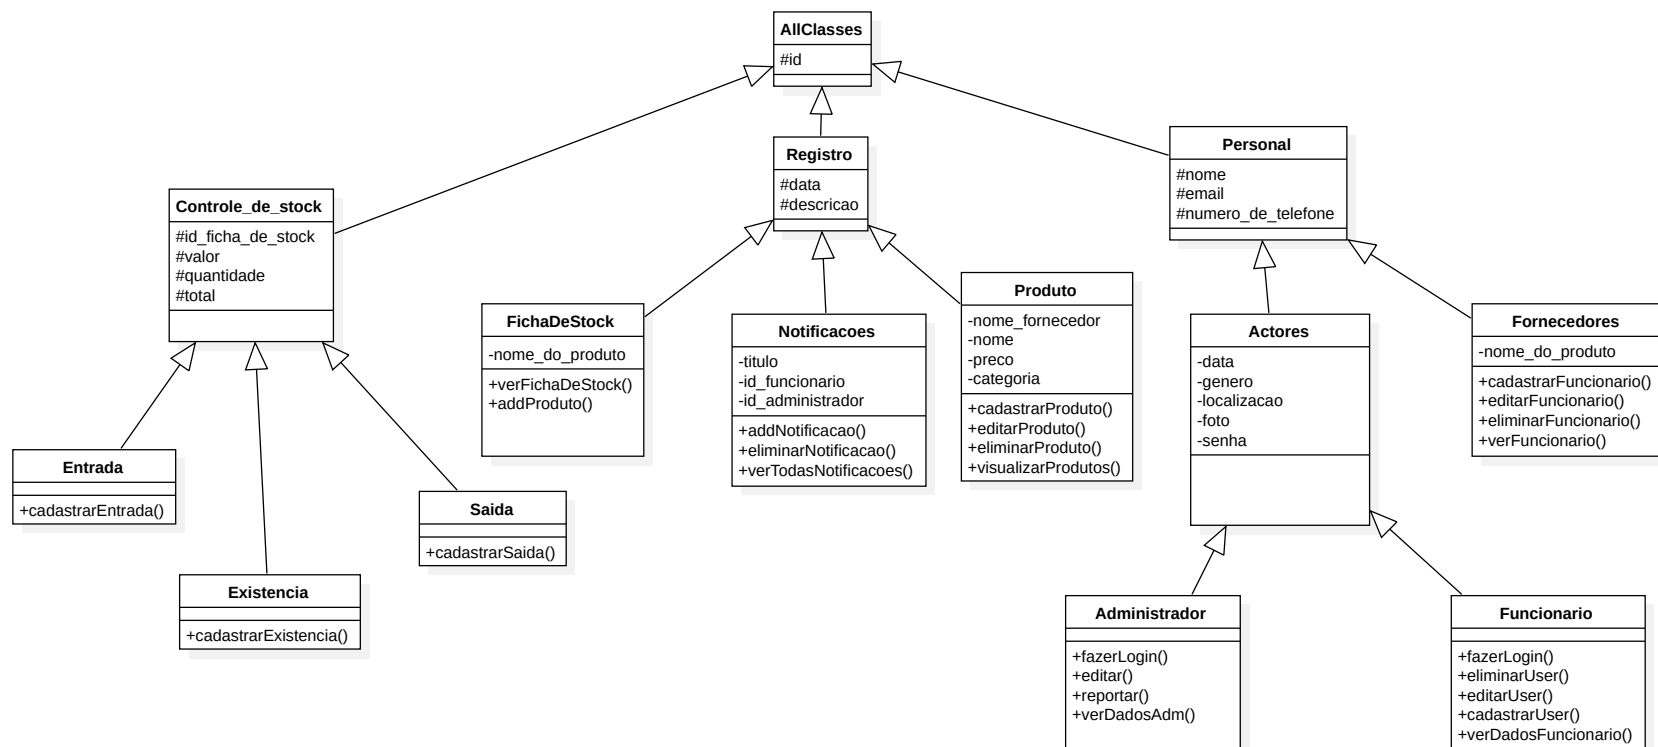 AllClasses
#id
Registro
#data
#descricao
Personal
#nome
#email
#numero_de_telefone
Controle_de_stock
#id_ficha_de_stock
#valor
#quantidade
#total
FichaDeStock
-nome_do_produto
+verFichaDeStock()
+addProduto()
Notificacoes
-titulo
-id_funcionario
-id_administrador
+addNotificacao()
+eliminarNotificacao()
+verTodasNotificacoes()
Produto
-nome_fornecedor
-nome
-preco
-categoria
+cadastrarProduto()
+editarProduto()
+eliminarProduto()
+visualizarProdutos()
Actores
-data
-genero
-localizacao
-foto
-senha
Fornecedores
-nome_do_produto
+cadastrarFuncionario()
+editarFuncionario()
+eliminarFuncionario()
+verFuncionario()
Entrada
+cadastrarEntrada()
Saida
+cadastrarSaida()
Existencia
+cadastrarExistencia()
Administrador
+fazerLogin()
+editar()
+reportar()
+verDadosAdm()
Funcionario
+fazerLogin()
+eliminarUser()
+editarUser()
+cadastrarUser()
+verDadosFuncionario()